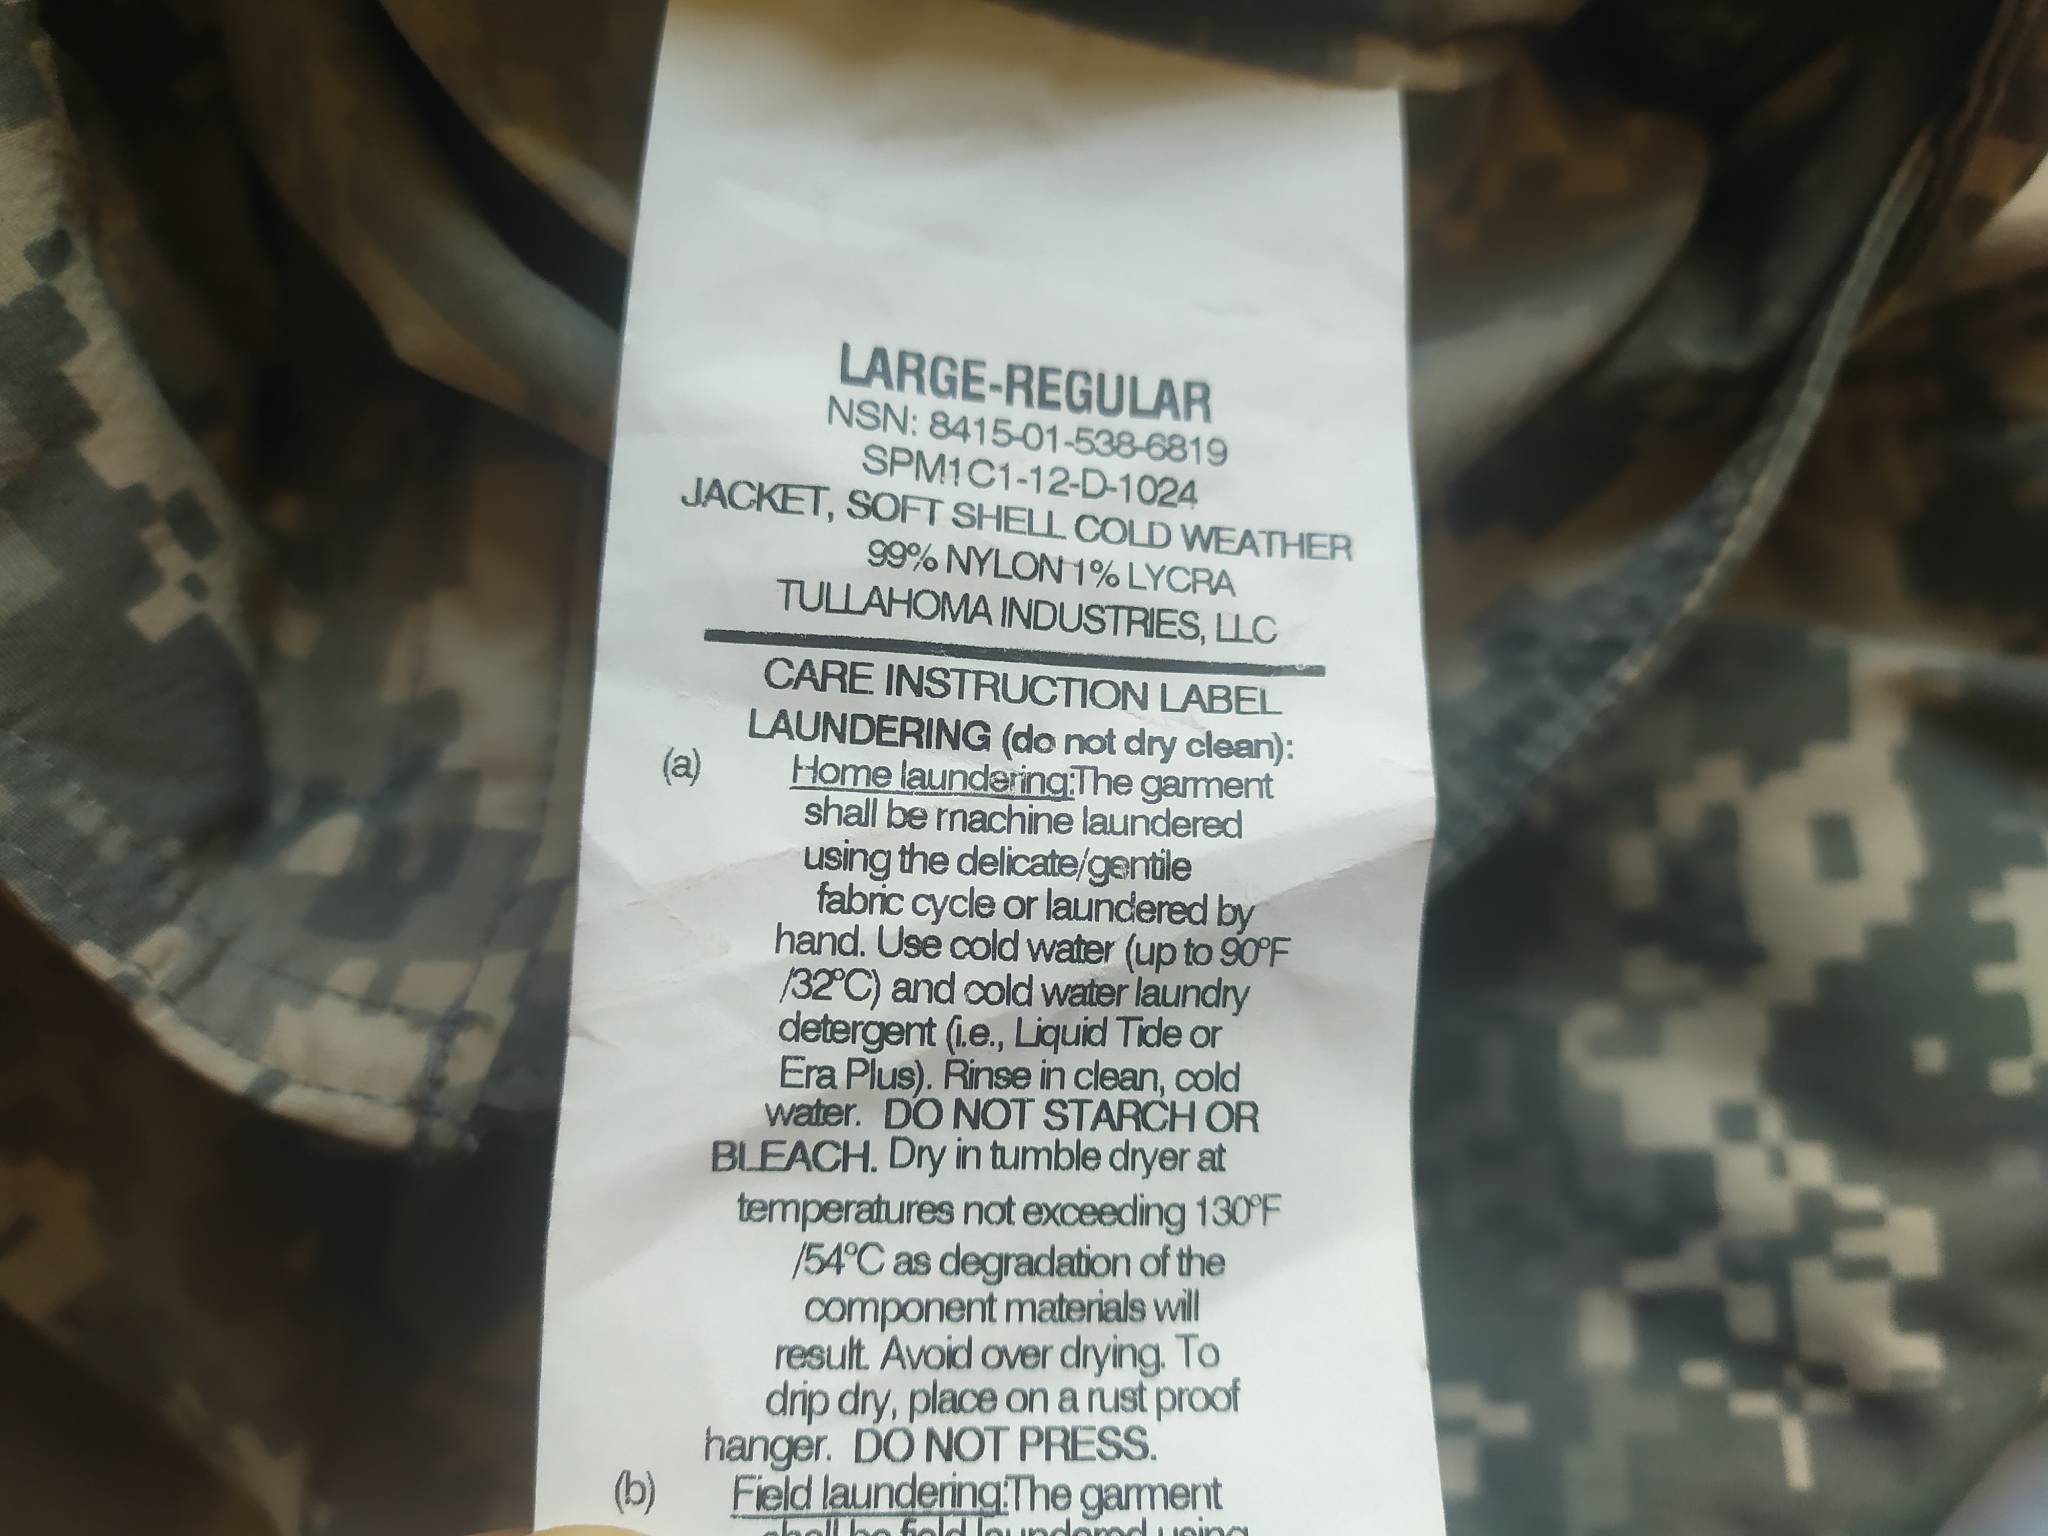 LARGE-REGULAR
NSN: 8415-01-538-6819
SPM1C1-12-D-1024
JACKET, SOFT SHELL COLD WEATHER
99% NYLON 1% LYCRA
TULLAHOMA INDUSTRIES, LLC
CARE INSTRUCTION LABEL
LAUNDERING (do not dry clean):
(a) Home laundering:The garment
shall be machine laundered
using the delicate/gentile
fabric cycle or laundered by
hand. Use cold water (up to 90°F
/32°C) and cold water laundry
detergent (i.e., Liquid Tide or
Era Plus). Rinse in clean, cold
water. DO NOT STARCH OR
BLEACH. Dry in tumble dryer at
temperatures not exceeding 130°F
/54°C as degradation of the
component materials will
result. Avoid over drying. To
drip dry, place on a rust proof
hanger. DO NOT PRESS.
(b) Field laundering:The garment
shall be field laundered using